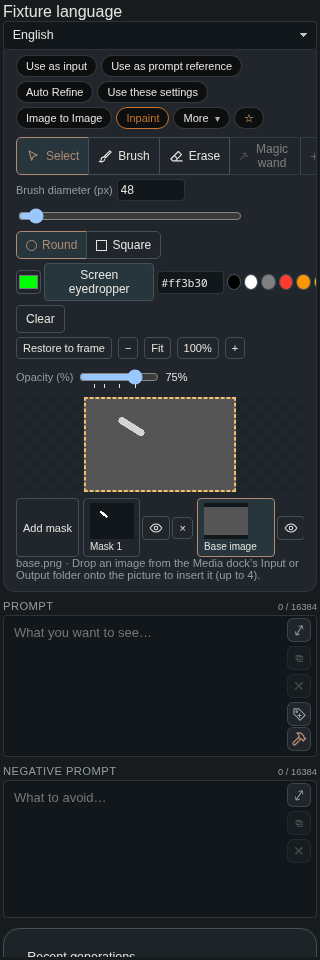 Fixture language
English
Use as input
Use as prompt reference
Auto Refine
Use these settings
Image to Image
Inpaint
More
Select
Brush
Erase
Magic wand
Brush diameter (px)
48
Round
Square
Screen eyedropper
#ff3b30
Clear
Restore to frame
−
Fit
100%
+
Opacity (%)
75%
Add mask
Mask 1
×
Base image
base.png · Drop an image from the Media dock's Input or
Output folder onto the picture to insert it (up to 4).
PROMPT
0 / 16384
What you want to see…
NEGATIVE PROMPT
0 / 16384
What to avoid…
Recent generations